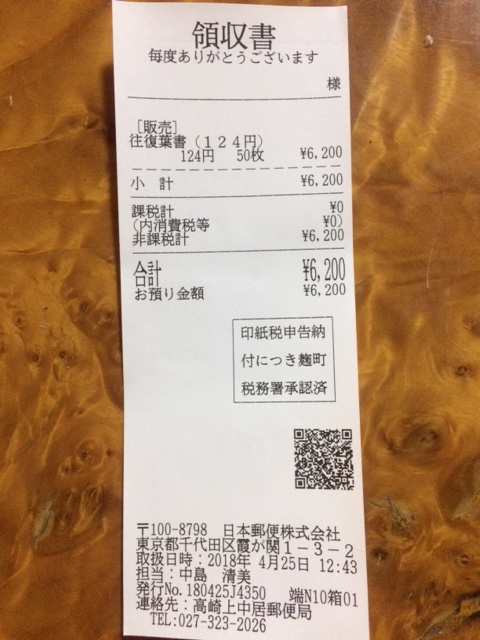 領収書
毎度ありがとうございます
様
[販売]
往復葉書(124円)
124円 50枚 ¥6,200
小 計 ¥6,200
課税計 ¥0
(内消費税等 ¥0)
非課税計 ¥6,200
合計 ¥6,200
お預り金額 ¥6,200
印紙税申告納
付につき麹町
税務署承認済
〒100-8798 日本郵便株式会社
東京都千代田区霞が関1-3-2
取扱日時:2018年 4月25日 12:43
担当:中島 清美
発行No.180425J4350 端N10箱01
連絡先:高崎上中居郵便局
TEL:027-323-2026